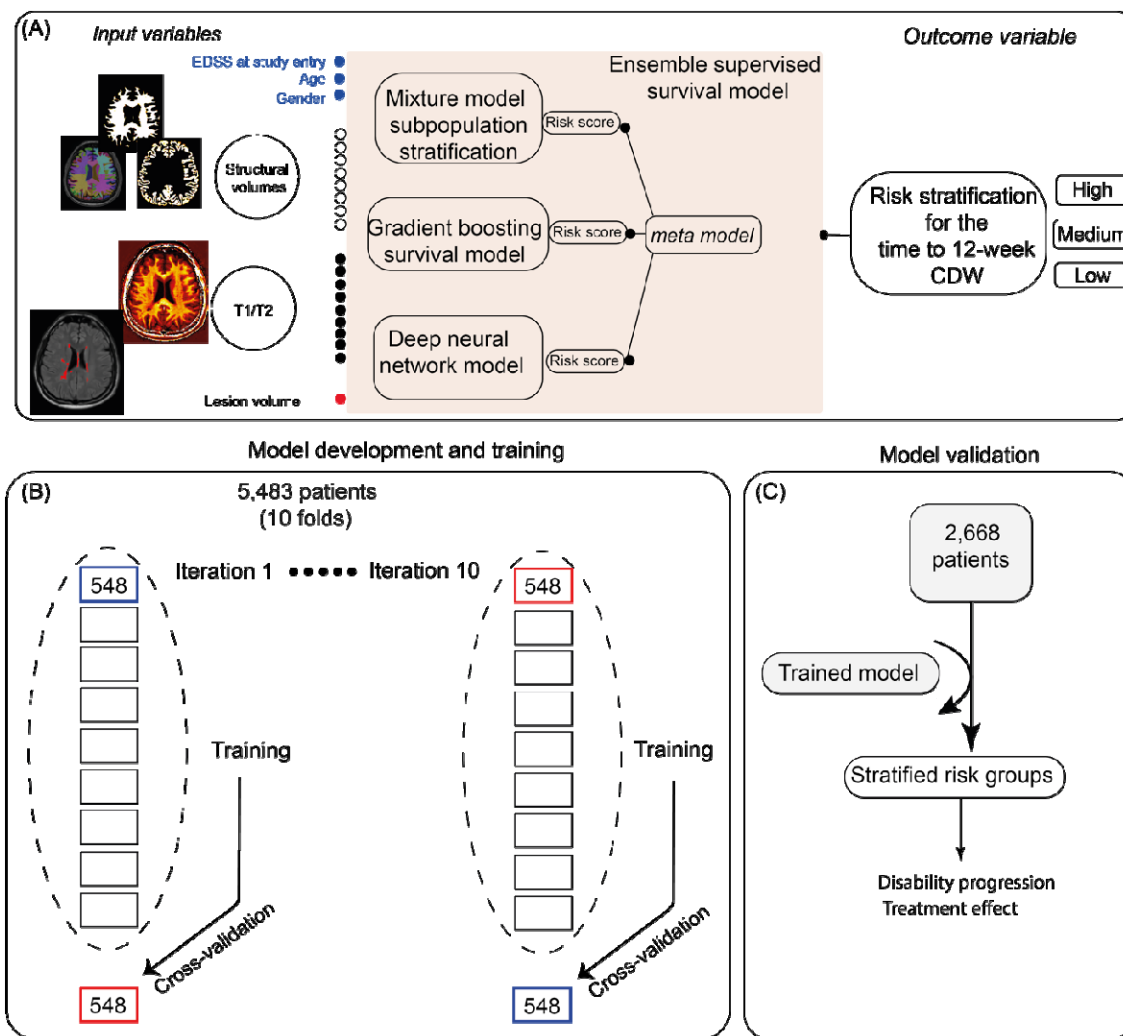 (A)
Input variables
Outcome variable
EDSS at study entry
Age
Gender
Structural
volumes
T1/T2
Lesion volume
Ensemble supervised
survival model
Mixture model
subpopulation
stratification
Risk score
Gradient boosting
survival model
Risk score
meta model
Deep neural
network model
Risk score
Risk stratification
for the
time to 12-week
CDW
High
Medium
Low
Model development and training
(B)
5,483 patients
(10 folds)
548
Iteration 1
Iteration 10
548
Training
Training
Cross-validation
Cross-validation
548
548
Model validation
(C)
2,668
patients
Trained model
Stratified risk groups
Disability progression
Treatment effect